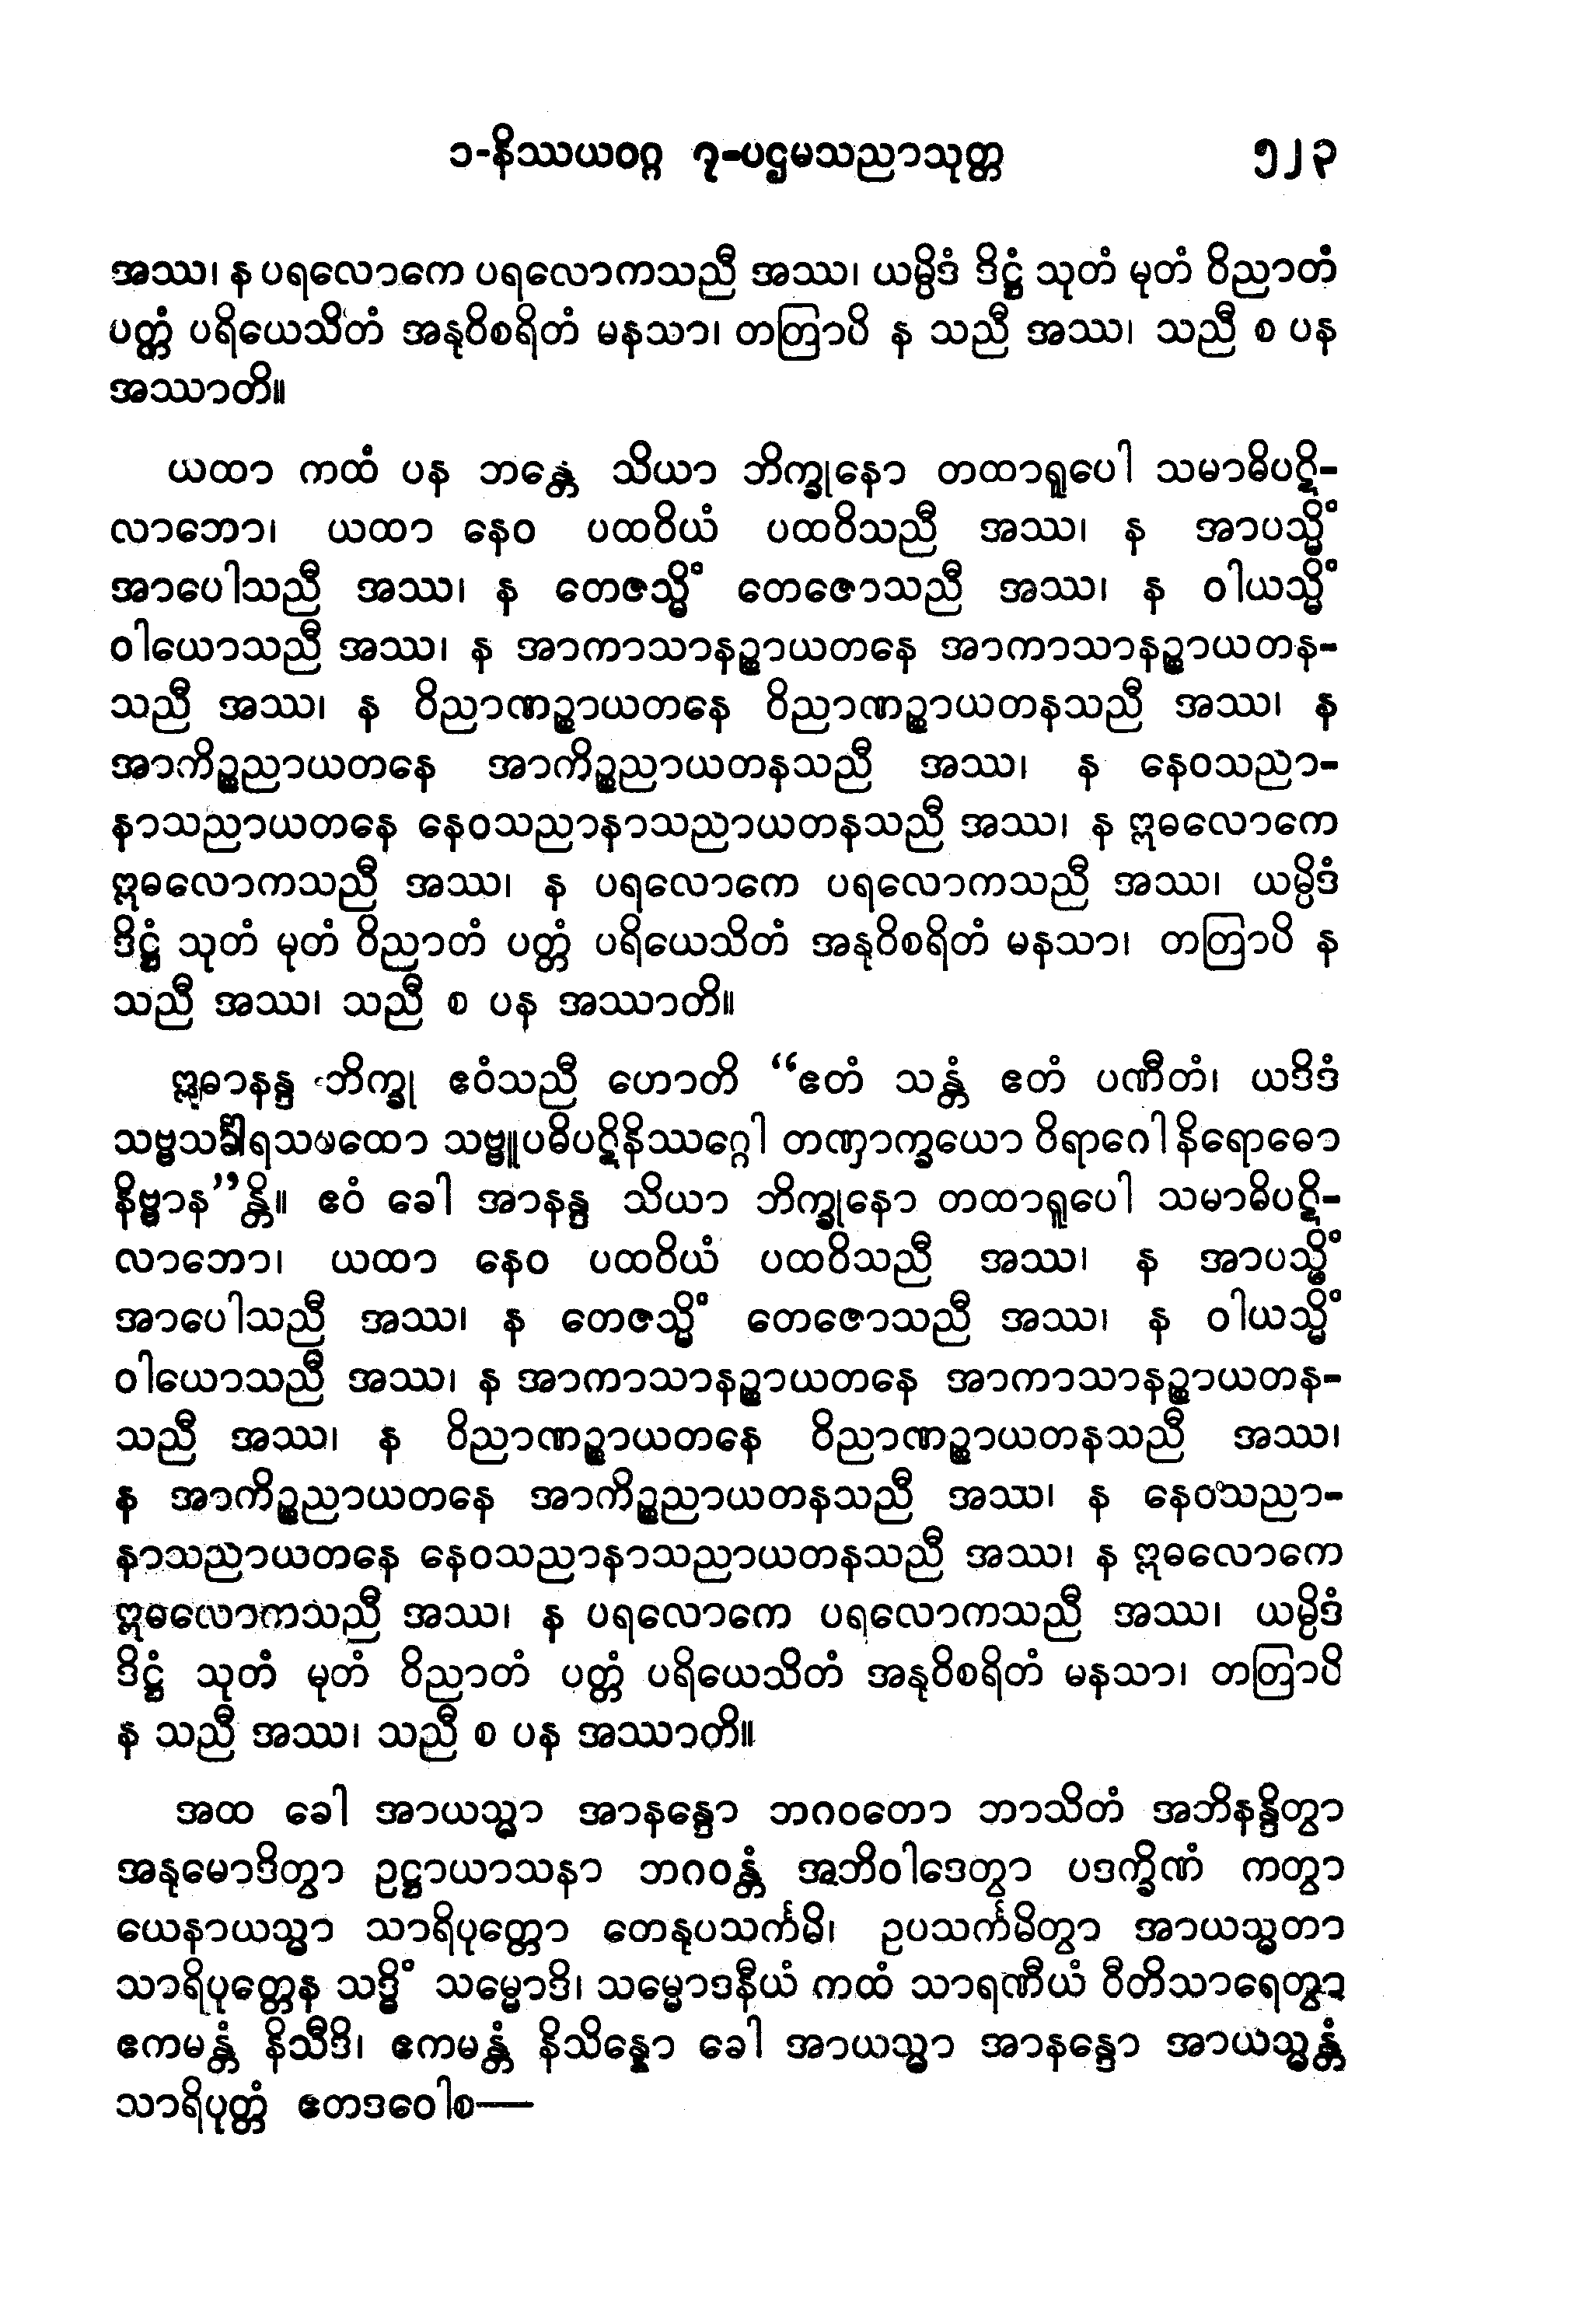 ၁-နိဿယဝဂ္ဂ ၇-ပဌမသညာသုတ္တ ၅၂၃
အဿ၊ န ပရလောကေ ပရလောကသညီ အဿ၊ ယမ္ပိဒံ ဒိဋ္ဌံ သုတံ မုတံ ဝိညာတံ
ပတ္တံ ပရိယေသိတံ အနုဝိစရိတံ မနသာ၊ တတြာပိ န သညီ အဿ၊ သညီ စ ပန
အဿာတိ။
ယထာ ကထံ ပန ဘန္တေ သိယာ ဘိက္ခုနော တထာရူပေါ သမာဓိပဋိ-
လာဘော၊ ယထာ နေဝ ပထဝိယံ ပထဝိသညီ အဿ၊ န အာပသ္မိံ
အာပေါသညီ အဿ၊ န တေဇသ္မိံ တေဇောသညီ အဿ၊ န ဝါယသ္မိံ
ဝါယောသညီ အဿ၊ န အာကာသာနဉ္စာယတနေ အာကာသာနဉ္စာယတန-
သညီ အဿ၊ န ဝိညာဏဉ္စာယတနေ ဝိညာဏဉ္စာယတနသညီ အဿ၊ န
အာကိဉ္စညာယတနေ အာကိဉ္စညာယတနသညီ အဿ၊ န နေဝသညာ-
နာသညာယတနေ နေဝသညာနာသညာယတနသညီ အဿ၊ န ဣဓလောကေ
ဣဓလောကသညီ အဿ၊ န ပရလောကေ ပရလောကသညီ အဿ၊ ယမ္ပိဒံ
ဒိဋ္ဌံ သုတံ မုတံ ဝိညာတံ ပတ္တံ ပရိယေသိတံ အနုဝိစရိတံ မနသာ၊ တတြာပိ န
သညီ အဿ၊ သညီ စ ပန အဿာတိ။
ဣဓာနန္ဒ ဘိက္ခု ဧဝံသညီ ဟောတိ “ဧတံ သန္တံ ဧတံ ပဏီတံ၊ ယဒိဒံ
သဗ္ဗသင်္ခါရသမထော သဗ္ဗူပဓိပဋိနိဿဂ္ဂေါ တဏှာက္ခယော ဝိရာဂေါ နိရောဓော
နိဗ္ဗာန”န္တိ။ ဧဝံ ခေါ အာနန္ဒ သိယာ ဘိက္ခုနော တထာရူပေါ သမာဓိပဋိ-
လာဘော၊ ယထာ နေဝ ပထဝိယံ ပထဝိသညီ အဿ၊ န အာပသ္မိံ
အာပေါသညီ အဿ၊ န တေဇသ္မိံ တေဇောသညီ အဿ၊ န ဝါယသ္မိံ
ဝါယောသညီ အဿ၊ န အာကာသာနဉ္စာယတနေ အာကာသာနဉ္စာယတန-
သညီ အဿ၊ န ဝိညာဏဉ္စာယတနေ ဝိညာဏဉ္စာယတနသညီ အဿ၊
န အာကိဉ္စညာယတနေ အာကိဉ္စညာယတနသညီ အဿ၊ န နေဝသညာ-
နာသညာယတနေ နေဝသညာနာသညာယတနသညီ အဿ၊ န ဣဓလောကေ
ဣဓလောကသညီ အဿ၊ န ပရလောကေ ပရလောကသညီ အဿ၊ ယမ္ပိဒံ
ဒိဋ္ဌံ သုတံ မုတံ ဝိညာတံ ပတ္တံ ပရိယေသိတံ အနုဝိစရိတံ မနသာ၊ တတြာပိ
န သညီ အဿ၊ သညီ စ ပန အဿာတိ။
အထ ခေါ အာယသ္မာ အာနန္ဒော ဘဂဝတော ဘာသိတံ အဘိနန္ဒိတွာ
အနုမောဒိတွာ ဥဋ္ဌာယာသနာ ဘဂဝန္တံ အဘိဝါဒေတွာ ပဒက္ခိဏံ ကတွာ
ယေနာယသ္မာ သာရိပုတ္တော တေနုပသင်္ကမိ၊ ဥပသင်္ကမိတွာ အာယသ္မတာ
သာရိပုတ္တေန သဒ္ဓိံ သမ္မောဒိ၊ သမ္မောဒနီယံ ကထံ သာရဏီယံ ဝီတိသာရေတွာ
ဧကမန္တံ နိသီဒိ၊ ဧကမန္တံ နိသိန္နော ခေါ အာယသ္မာ အာနန္ဒော အာယသ္မန္တံ
သာရိပုတ္တံ ဧတဒဝေါစ—